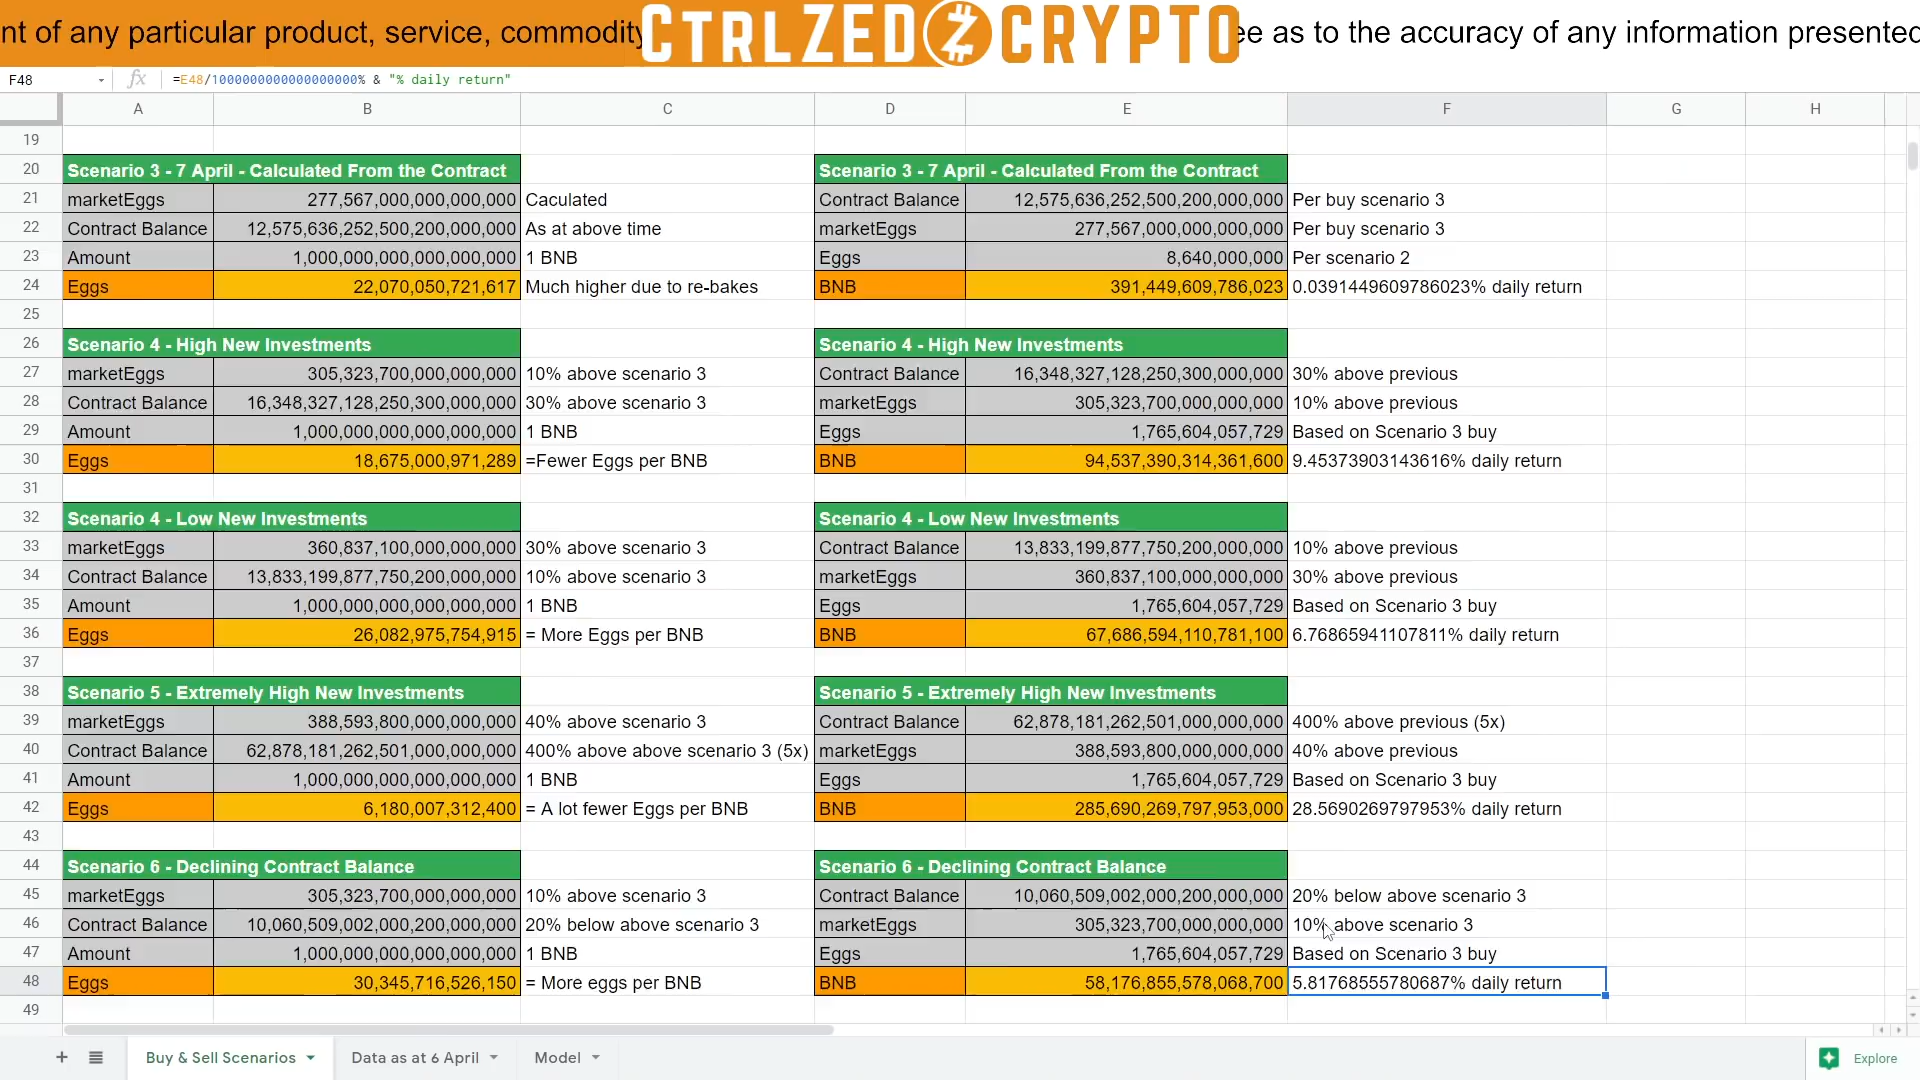 nt of any particular product, service, commodity
CTRLZED CRYPTO
ee as to the accuracy of any information presented
F48 fx =E48/1000000000000000000% & "% daily return"
A B C D E F G H
19
20 Scenario 3 - 7 April - Calculated From the Contract Scenario 3 - 7 April - Calculated From the Contract
21 marketEggs 277,567,000,000,000,000 Caculated Contract Balance 12,575,636,252,500,200,000,000 Per buy scenario 3
22 Contract Balance 12,575,636,252,500,200,000,000 As at above time marketEggs 277,567,000,000,000,000 Per buy scenario 3
23 Amount 1,000,000,000,000,000,000 1 BNB Eggs 8,640,000,000 Per scenario 2
24 Eggs 22,070,050,721,617 Much higher due to re-bakes BNB 391,449,609,786,023 0.0391449609786023% daily return
25
26 Scenario 4 - High New Investments Scenario 4 - High New Investments
27 marketEggs 305,323,700,000,000,000 10% above scenario 3 Contract Balance 16,348,327,128,250,300,000,000 30% above previous
28 Contract Balance 16,348,327,128,250,300,000,000 30% above scenario 3 marketEggs 305,323,700,000,000,000 10% above previous
29 Amount 1,000,000,000,000,000,000 1 BNB Eggs 1,765,604,057,729 Based on Scenario 3 buy
30 Eggs 18,675,000,971,289 =Fewer Eggs per BNB BNB 94,537,390,314,361,600 9.45373903143616% daily return
31
32 Scenario 4 - Low New Investments Scenario 4 - Low New Investments
33 marketEggs 360,837,100,000,000,000 30% above scenario 3 Contract Balance 13,833,199,877,750,200,000,000 10% above previous
34 Contract Balance 13,833,199,877,750,200,000,000 10% above scenario 3 marketEggs 360,837,100,000,000,000 30% above previous
35 Amount 1,000,000,000,000,000,000 1 BNB Eggs 1,765,604,057,729 Based on Scenario 3 buy
36 Eggs 26,082,975,754,915 = More Eggs per BNB BNB 67,686,594,110,781,100 6.76865941107811% daily return
37
38 Scenario 5 - Extremely High New Investments Scenario 5 - Extremely High New Investments
39 marketEggs 388,593,800,000,000,000 40% above scenario 3 Contract Balance 62,878,181,262,501,000,000,000 400% above previous (5x)
40 Contract Balance 62,878,181,262,501,000,000,000 400% above above scenario 3 (5x) marketEggs 388,593,800,000,000,000 40% above previous
41 Amount 1,000,000,000,000,000,000 1 BNB Eggs 1,765,604,057,729 Based on Scenario 3 buy
42 Eggs 6,180,007,312,400 = A lot fewer Eggs per BNB BNB 285,690,269,797,953,000 28.5690269797953% daily return
43
44 Scenario 6 - Declining Contract Balance Scenario 6 - Declining Contract Balance
45 marketEggs 305,323,700,000,000,000 10% above scenario 3 Contract Balance 10,060,509,002,000,200,000,000 20% below above scenario 3
46 Contract Balance 10,060,509,002,000,200,000,000 20% below above scenario 3 marketEggs 305,323,700,000,000,000 10% above scenario 3
47 Amount 1,000,000,000,000,000,000 1 BNB Eggs 1,765,604,057,729 Based on Scenario 3 buy
48 Eggs 30,345,716,526,150 = More eggs per BNB BNB 58,176,855,578,068,700 5.81768555780687% daily return
49
Buy & Sell Scenarios Data as at 6 April Model Explore